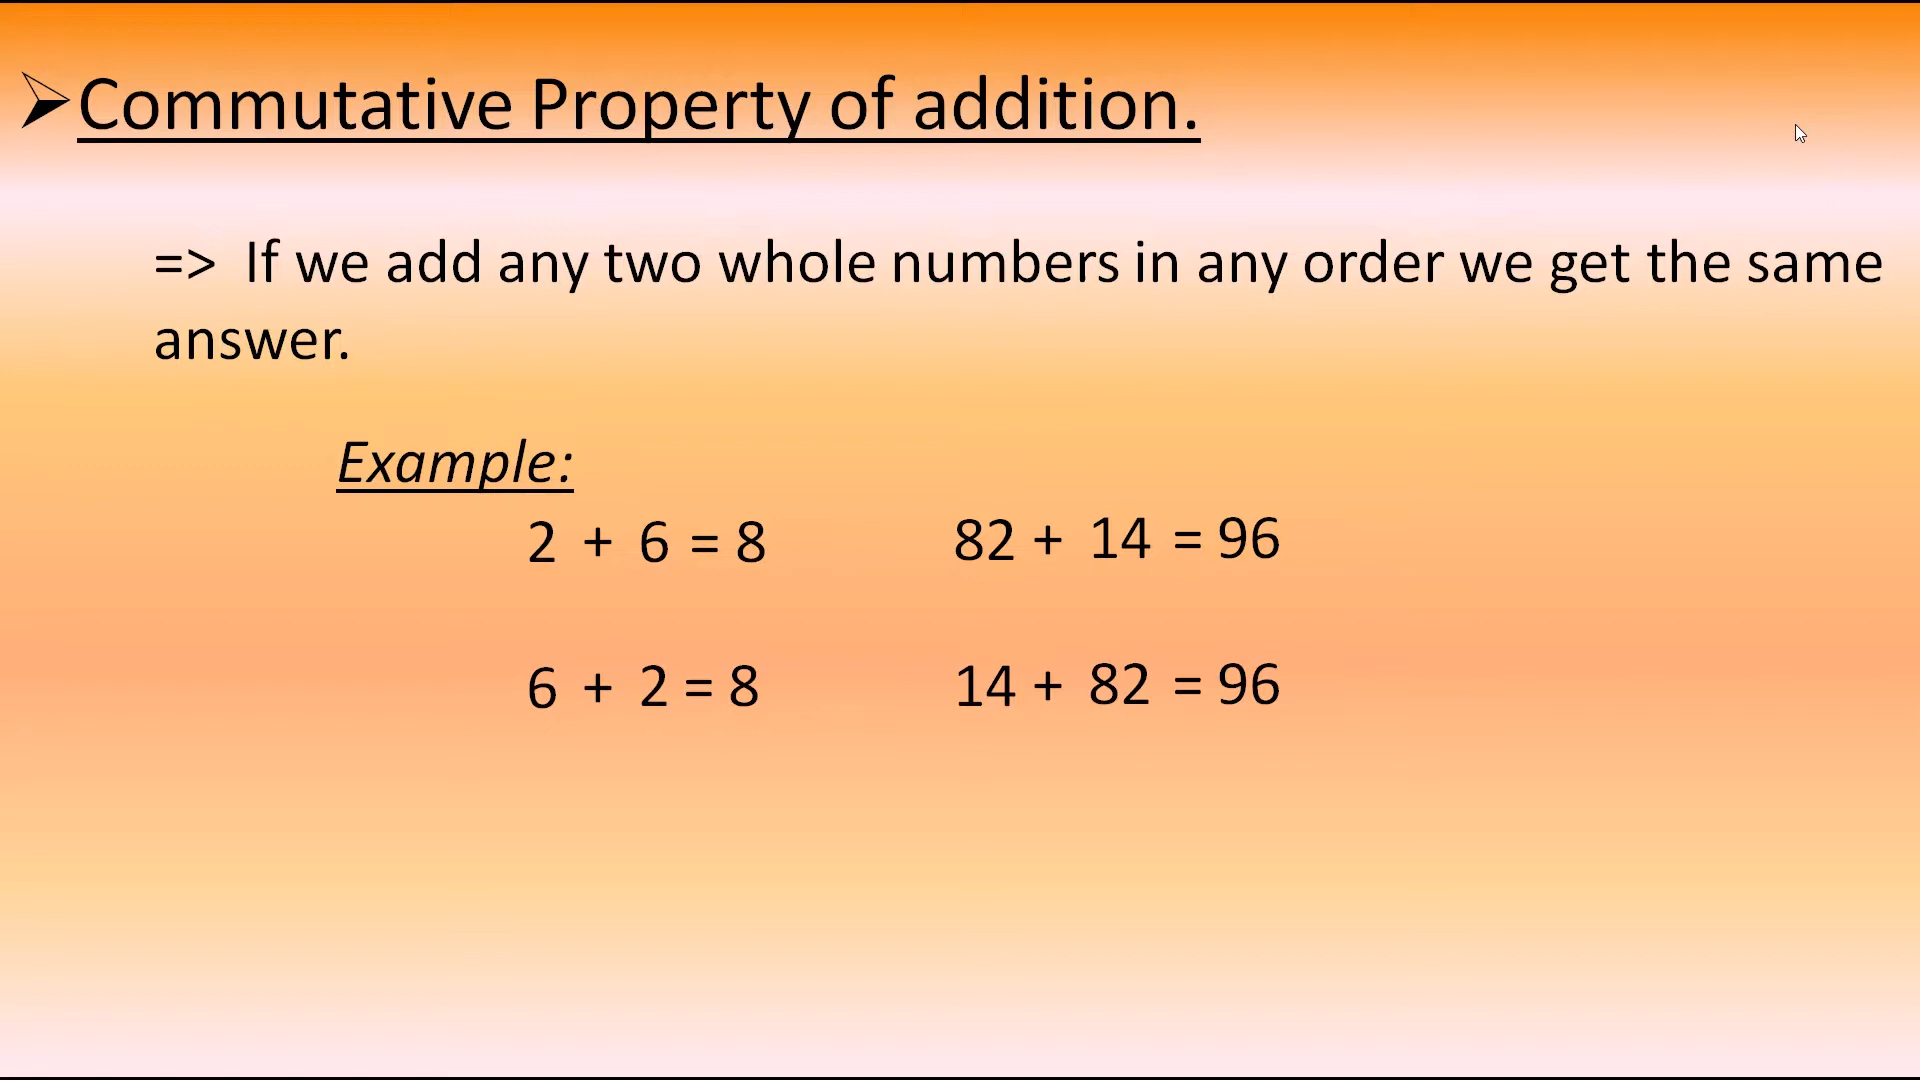 Commutative Property of addition.
=> If we add any two whole numbers in any order we get the same
answer.
Example:
2 + 6 = 8
82 + 14 = 96
6 + 2 = 8
14 + 82 = 96